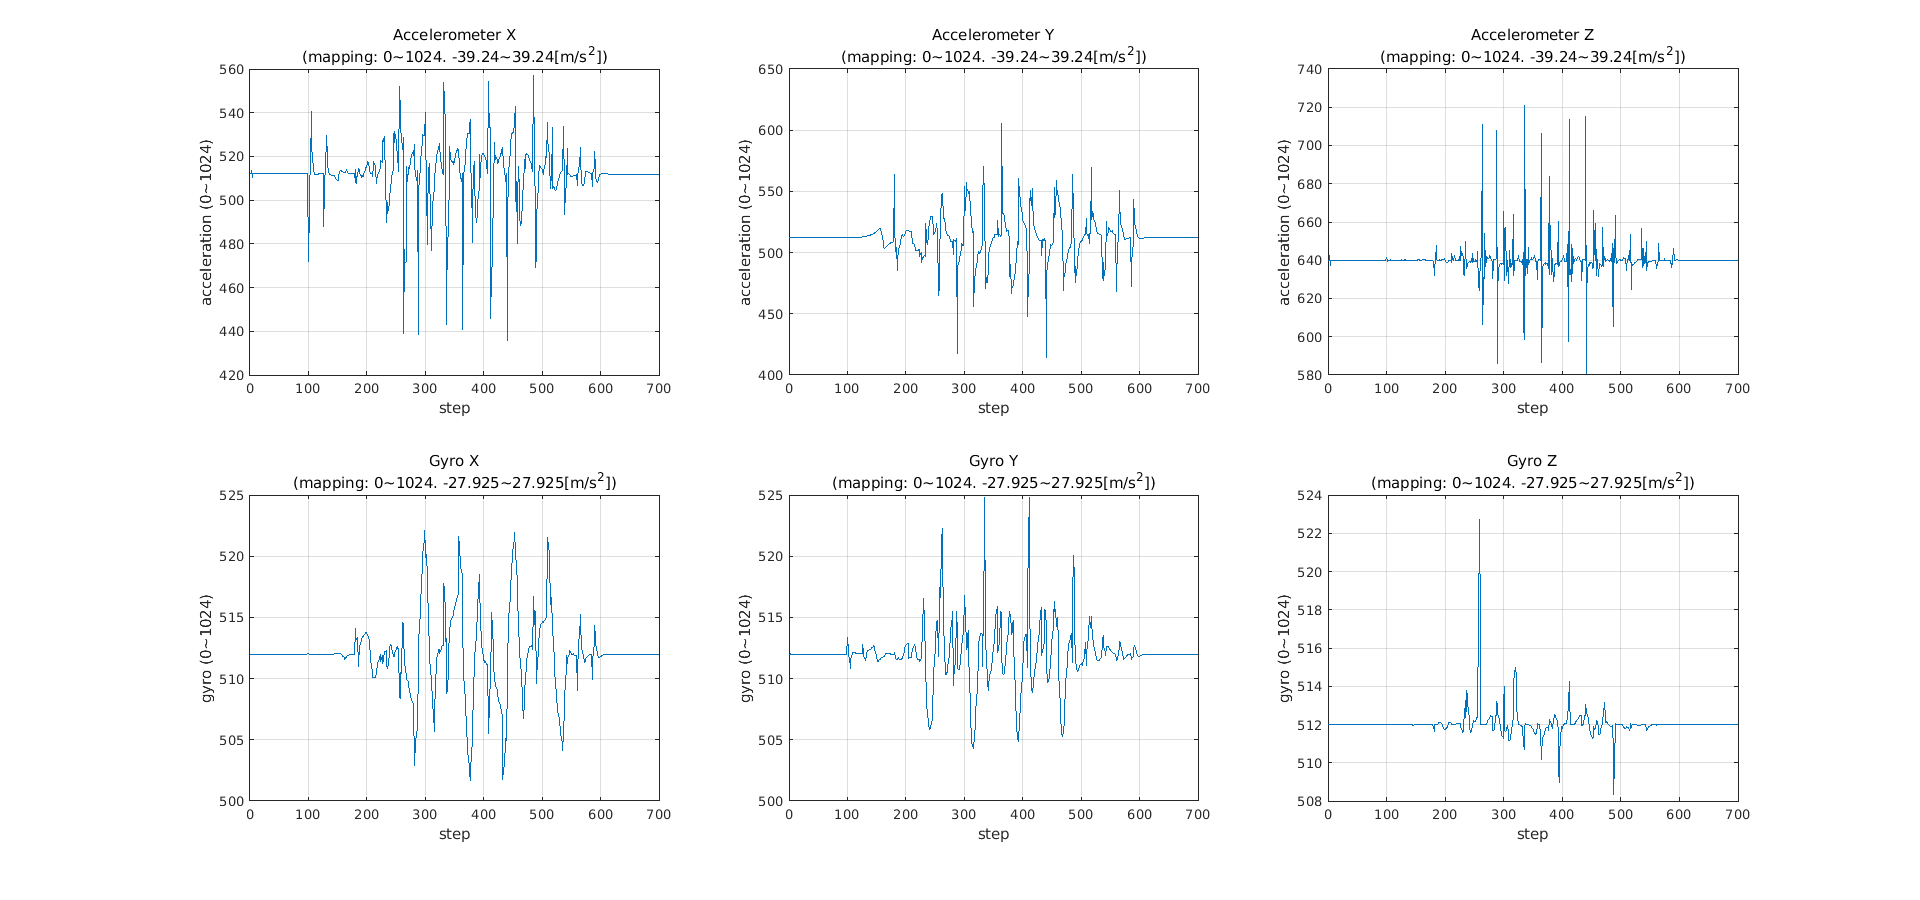 Accelerometer X
(mapping: 0~1024. -39.24~39.24[m/s²])
560
540
520
500
480
460
440
420
acceleration (0~1024)
0 100 200 300 400 500 600 700
step
Accelerometer Y
(mapping: 0~1024. -39.24~39.24[m/s²])
650
600
550
500
450
400
acceleration (0~1024)
0 100 200 300 400 500 600 700
step
Accelerometer Z
(mapping: 0~1024. -39.24~39.24[m/s²])
740
720
700
680
660
640
620
600
580
acceleration (0~1024)
0 100 200 300 400 500 600 700
step
Gyro X
(mapping: 0~1024. -27.925~27.925[m/s²])
525
520
515
510
505
500
gyro (0~1024)
0 100 200 300 400 500 600 700
step
Gyro Y
(mapping: 0~1024. -27.925~27.925[m/s²])
525
520
515
510
505
500
gyro (0~1024)
0 100 200 300 400 500 600 700
step
Gyro Z
(mapping: 0~1024. -27.925~27.925[m/s²])
524
522
520
518
516
514
512
510
508
gyro (0~1024)
0 100 200 300 400 500 600 700
step